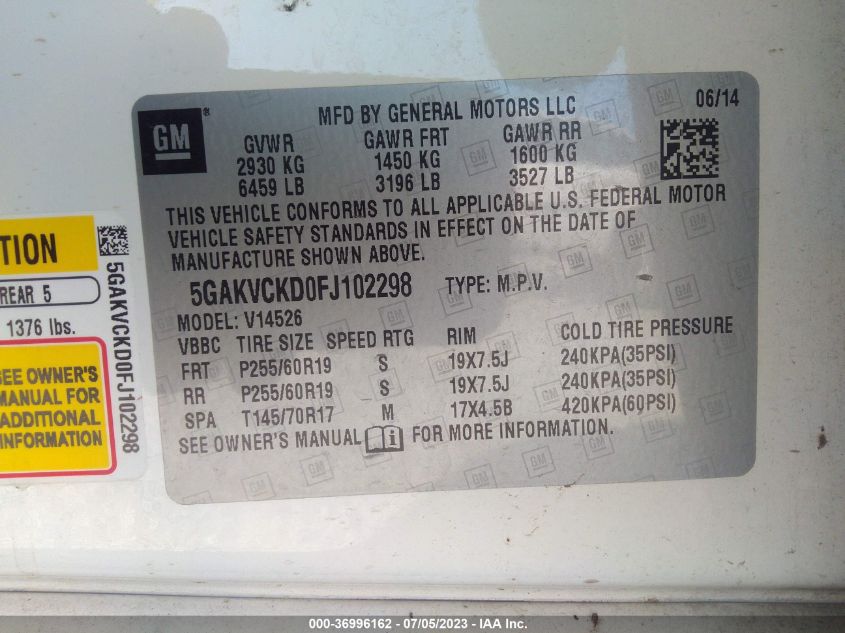 MFD BY GENERAL MOTORS LLC 06/14
GM®
GVWR GAWR FRT GAWR RR
2930 KG 1450 KG 1600 KG
6459 LB 3196 LB 3527 LB
THIS VEHICLE CONFORMS TO ALL APPLICABLE U.S. FEDERAL MOTOR
VEHICLE SAFETY STANDARDS IN EFFECT ON THE DATE OF
MANUFACTURE SHOWN ABOVE.
5GAKVCKD0FJ102298 TYPE: M.P.V.
MODEL: V14526
VBBC TIRE SIZE SPEED RTG RIM COLD TIRE PRESSURE
FRT P255/60R19 S 19X7.5J 240KPA(35PSI)
RR P255/60R19 S 19X7.5J 240KPA(35PSI)
SPA T145/70R17 M 17X4.5B 420KPA(60PSI)
SEE OWNER'S MANUAL FOR MORE INFORMATION.
TION
REAR 5
1376 lbs.
SEE OWNER'S
MANUAL FOR
ADDITIONAL
INFORMATION
5GAKVCKD0FJ102298
000-36996162 - 07/05/2023 - IAA Inc.